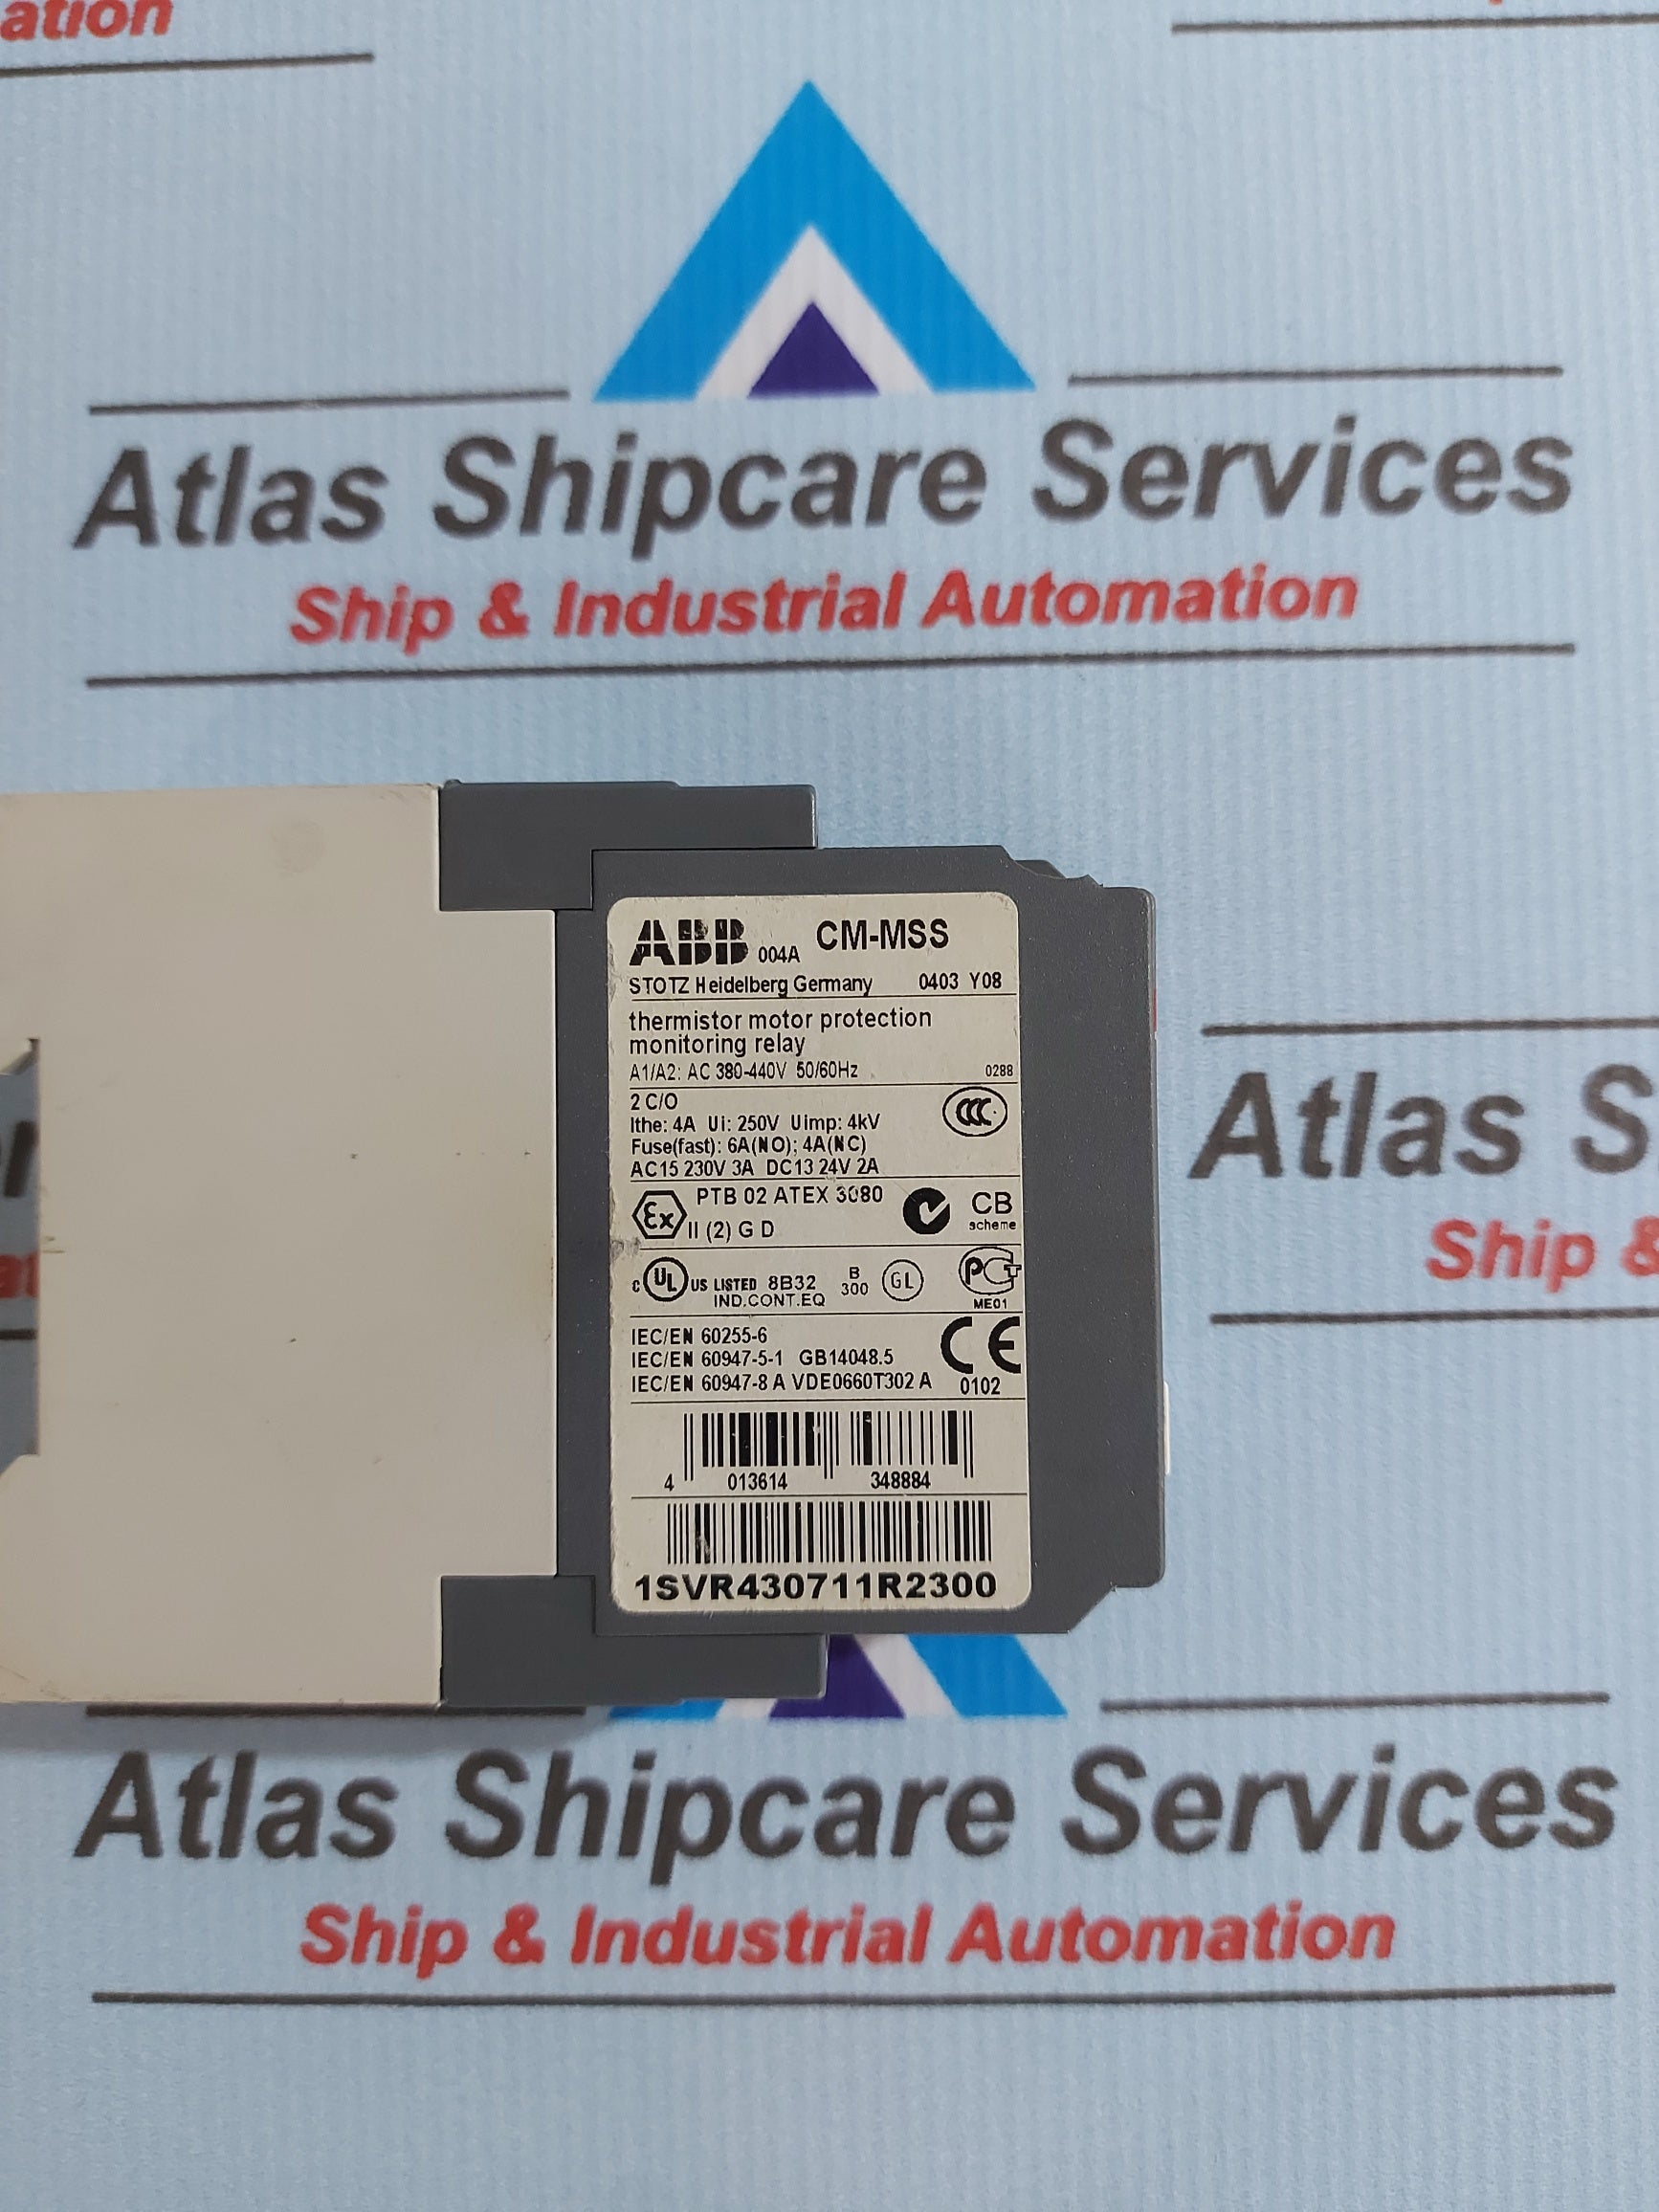 ation
Atlas Shipcare Services
Ship & Industrial Automation
ABB 004A CM-MSS
STOTZ Heidelberg Germany 0403 Y08
thermistor motor protection
monitoring relay
A1/A2: AC 380-440V 50/60Hz 0288
2 C/O
CCC
Ithe: 4A Ui: 250V Uimp: 4kV
Fuse(fast): 6A(NO); 4A(NC)
AC15 230V 3A DC13 24V 2A
Ex PTB 02 ATEX 3080 CB
II (2) G D scheme
c UL US LISTED 8B32 B 300 GL PCT
IND.CONT.EQ ME01
IEC/EN 60255-6
IEC/EN 60947-5-1 GB14048.5 CE
IEC/EN 60947-8 A VDE0660T302 A 0102
4 013614 348884
1SVR430711R2300
Atlas S
Ship &
Atlas Shipcare Services
Ship & Industrial Automation